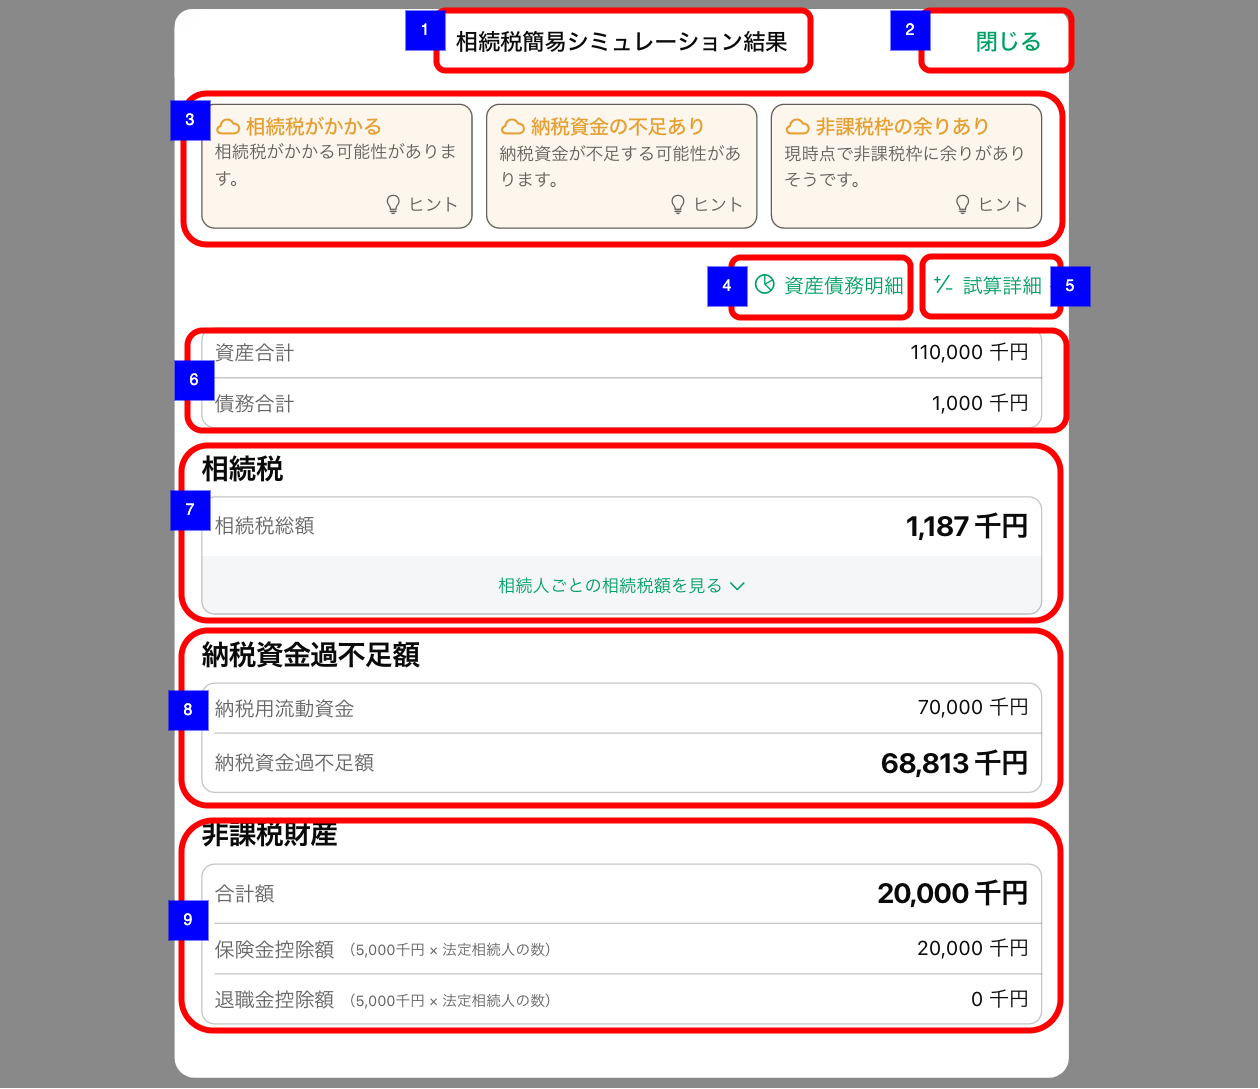 1
相続税簡易シミュレーション結果
2
閉じる
3
相続税がかかる
相続税がかかる可能性がありま
す。
ヒント
納税資金の不足あり
納税資金が不足する可能性があ
ります。
ヒント
非課税枠の余りあり
現時点で非課税枠に余りがあり
そうです。
ヒント
4
資産債務明細
試算詳細
5
資産合計
110,000 千円
6
債務合計
1,000 千円
相続税
7
相続税総額
1,187 千円
相続人ごとの相続税額を見る
納税資金過不足額
8
納税用流動資金
70,000 千円
納税資金過不足額
68,813 千円
非課税財産
合計額
20,000 千円
9
保険金控除額 (5,000千円 × 法定相続人の数)
20,000 千円
退職金控除額 (5,000千円 × 法定相続人の数)
0 千円